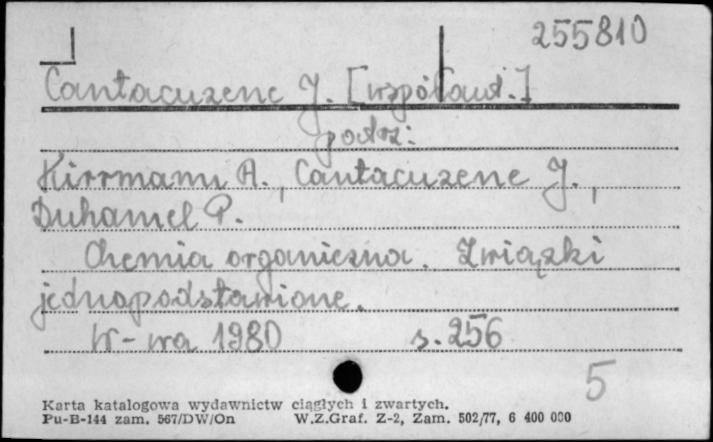 255810
Cantacuzene J. [współaut.]
podrz:
Kirrmann A., Cantacuzene J.,
Duhamel P.
Chemia organiczna. Związki
jednopodstawione.
W-wa 1980 s. 256
5
Karta katalogowa wydawnictw ciągłych i zwartych.
Pu-B-144 zam. 567/DW/On W.Z.Graf. Z-2, Zam. 502/77, 6 400 000